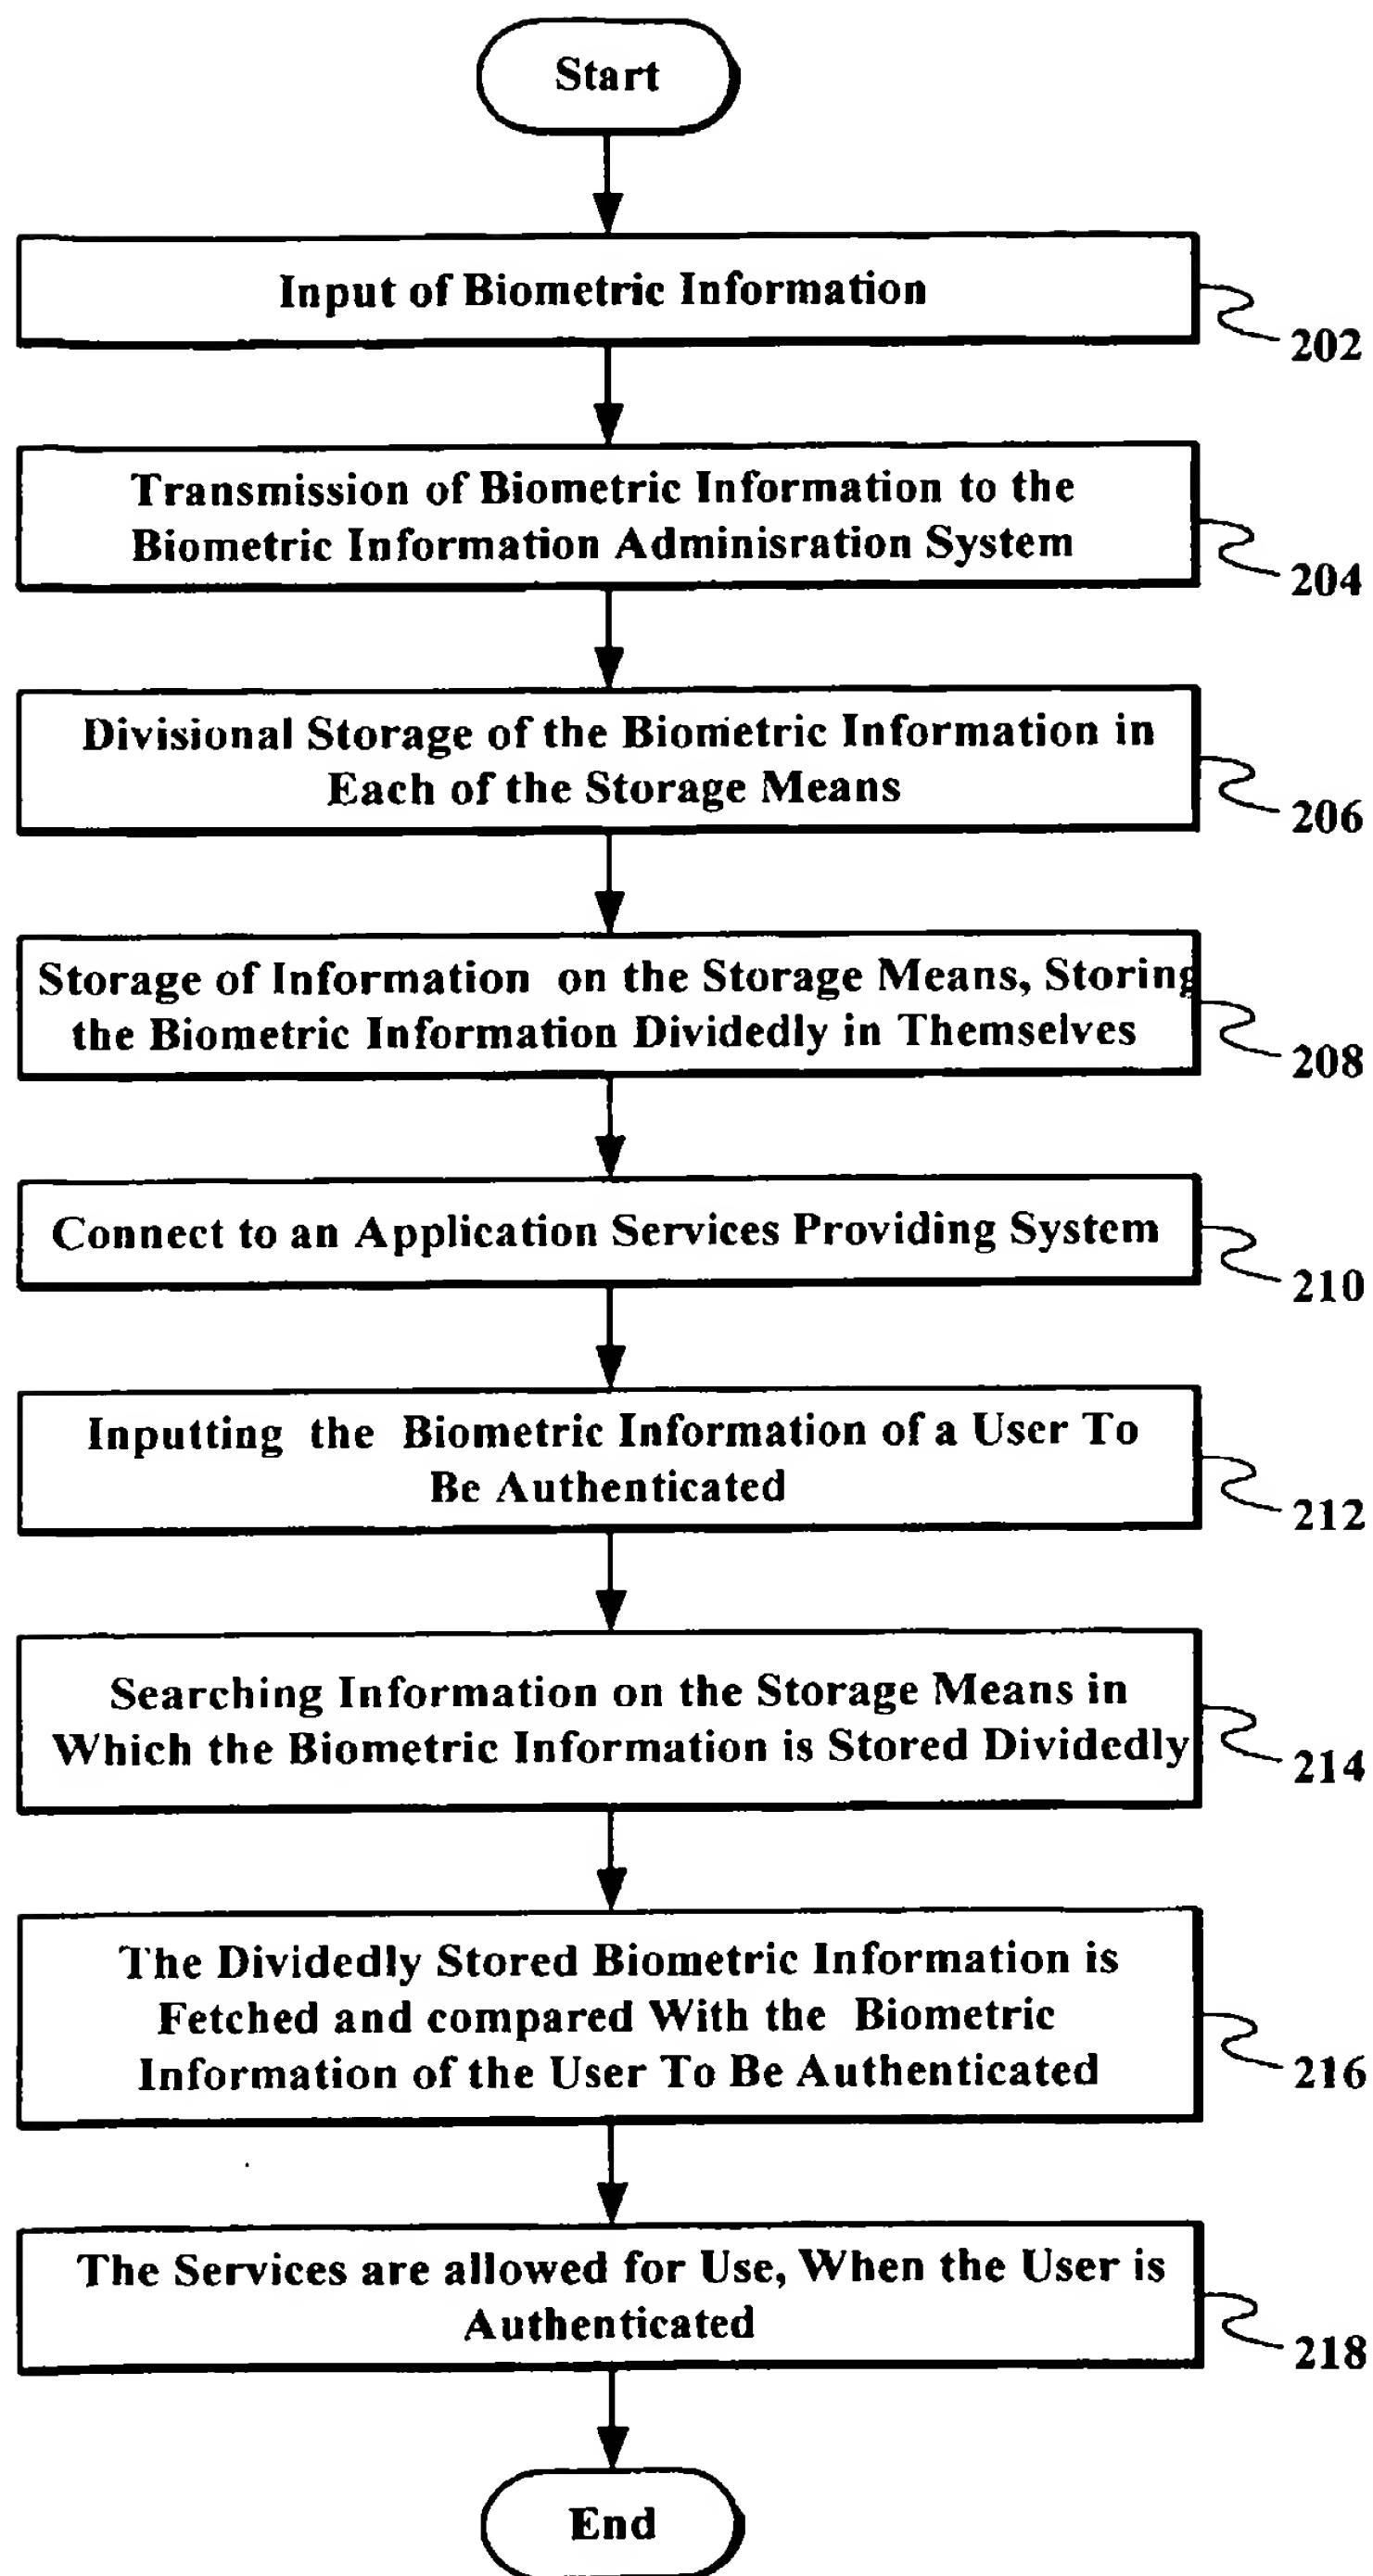 Start
Input of Biometric Information
202
Transmission of Biometric Information to the
Biometric Information Adminisration System
204
Divisional Storage of the Biometric Information in
Each of the Storage Means
206
Storage of Information on the Storage Means, Storing
the Biometric Information Dividedly in Themselves
208
Connect to an Application Services Providing System
210
Inputting the Biometric Information of a User To
Be Authenticated
212
Searching Information on the Storage Means in
Which the Biometric Information is Stored Dividedly
214
The Dividedly Stored Biometric Information is
Fetched and compared With the Biometric
Information of the User To Be Authenticated
216
The Services are allowed for Use, When the User is
Authenticated
218
End